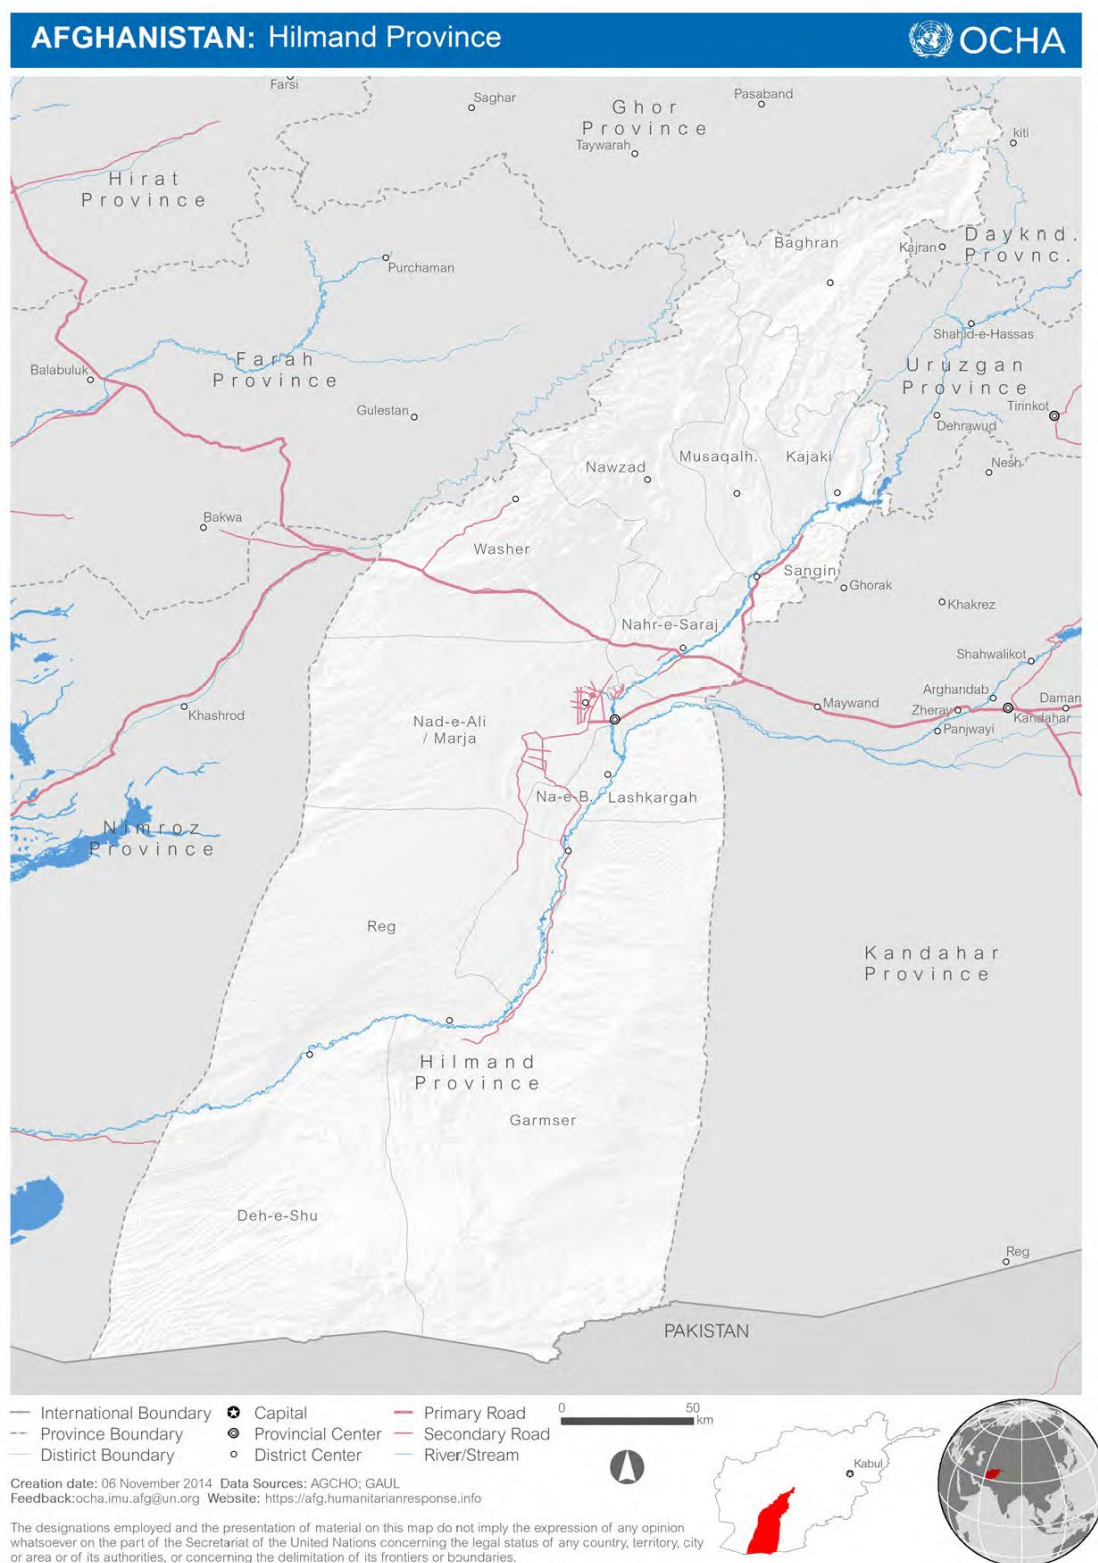 AFGHANISTAN: Hilmand Province
OCHA
Farsi
Saghar
Pasaband
Ghor
Province
Taywarah
kiti
Hirat
Province
Baghran
Kajran
Dayknd.
Provnc.
Purchaman
Shahid-e-Hassas
Farah
Province
Balabuluk
Uruzgan
Province
Tirinkot
Gulestan
Dehrawud
Musaqalh.
Kajaki
Nawzad
Nesh
Bakwa
Washer
Sangin
Ghorak
Khakrez
Nahr-e-Saraj
Shahwalikot
Arghandab
Daman
Khashrod
Maywand
Zheray
Kandahar
Nad-e-Ali
/ Marja
Panjwayi
Na-e-B.
Lashkargah
Nimroz
Province
Reg
Kandahar
Province
Hilmand
Province
Garmser
Deh-e-Shu
Reg
PAKISTAN
International Boundary
Capital
Primary Road
0
50
km
Province Boundary
Provincial Center
Secondary Road
Distirict Boundary
District Center
River/Stream
Kabul
Creation date: 06 November 2014 Data Sources: AGCHO; GAUL
Feedback:ocha.imu.afg@un.org Website: https://afg.humanitarianresponse.info
The designations employed and the presentation of material on this map do not imply the expression of any opinion
whatsoever on the part of the Secretariat of the United Nations concerning the legal status of any country, territory, city
or area or of its authorities, or concerning the delimitation of its frontiers or boundaries.